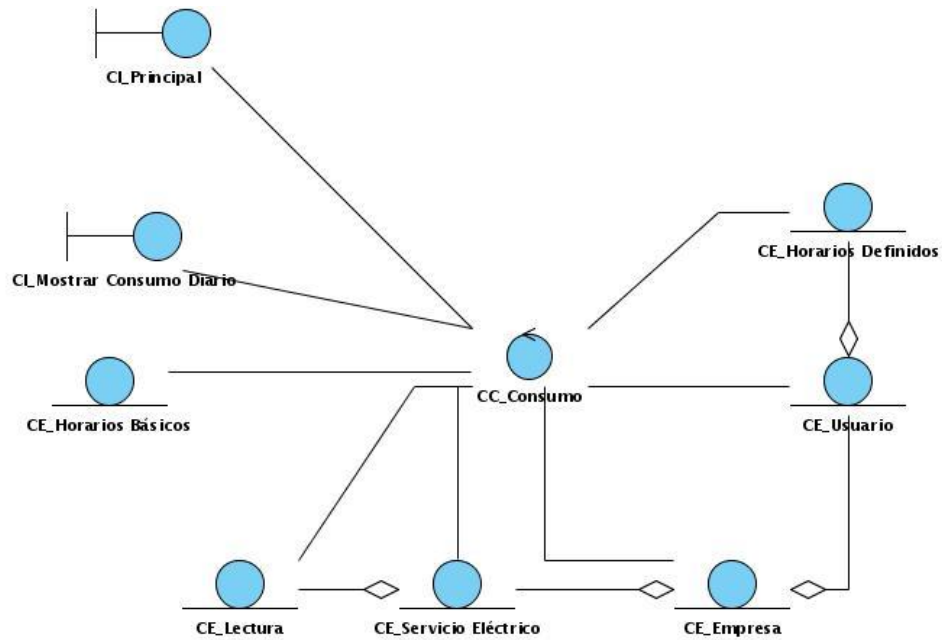 CI_Principal
CI_Mostrar Consumo Diario
CE_Horarios Definidos
CC_Consumo
CE_Horarios Básicos
CE_Usuario
CE_Lectura
CE_Servicio Eléctrico
CE_Empresa